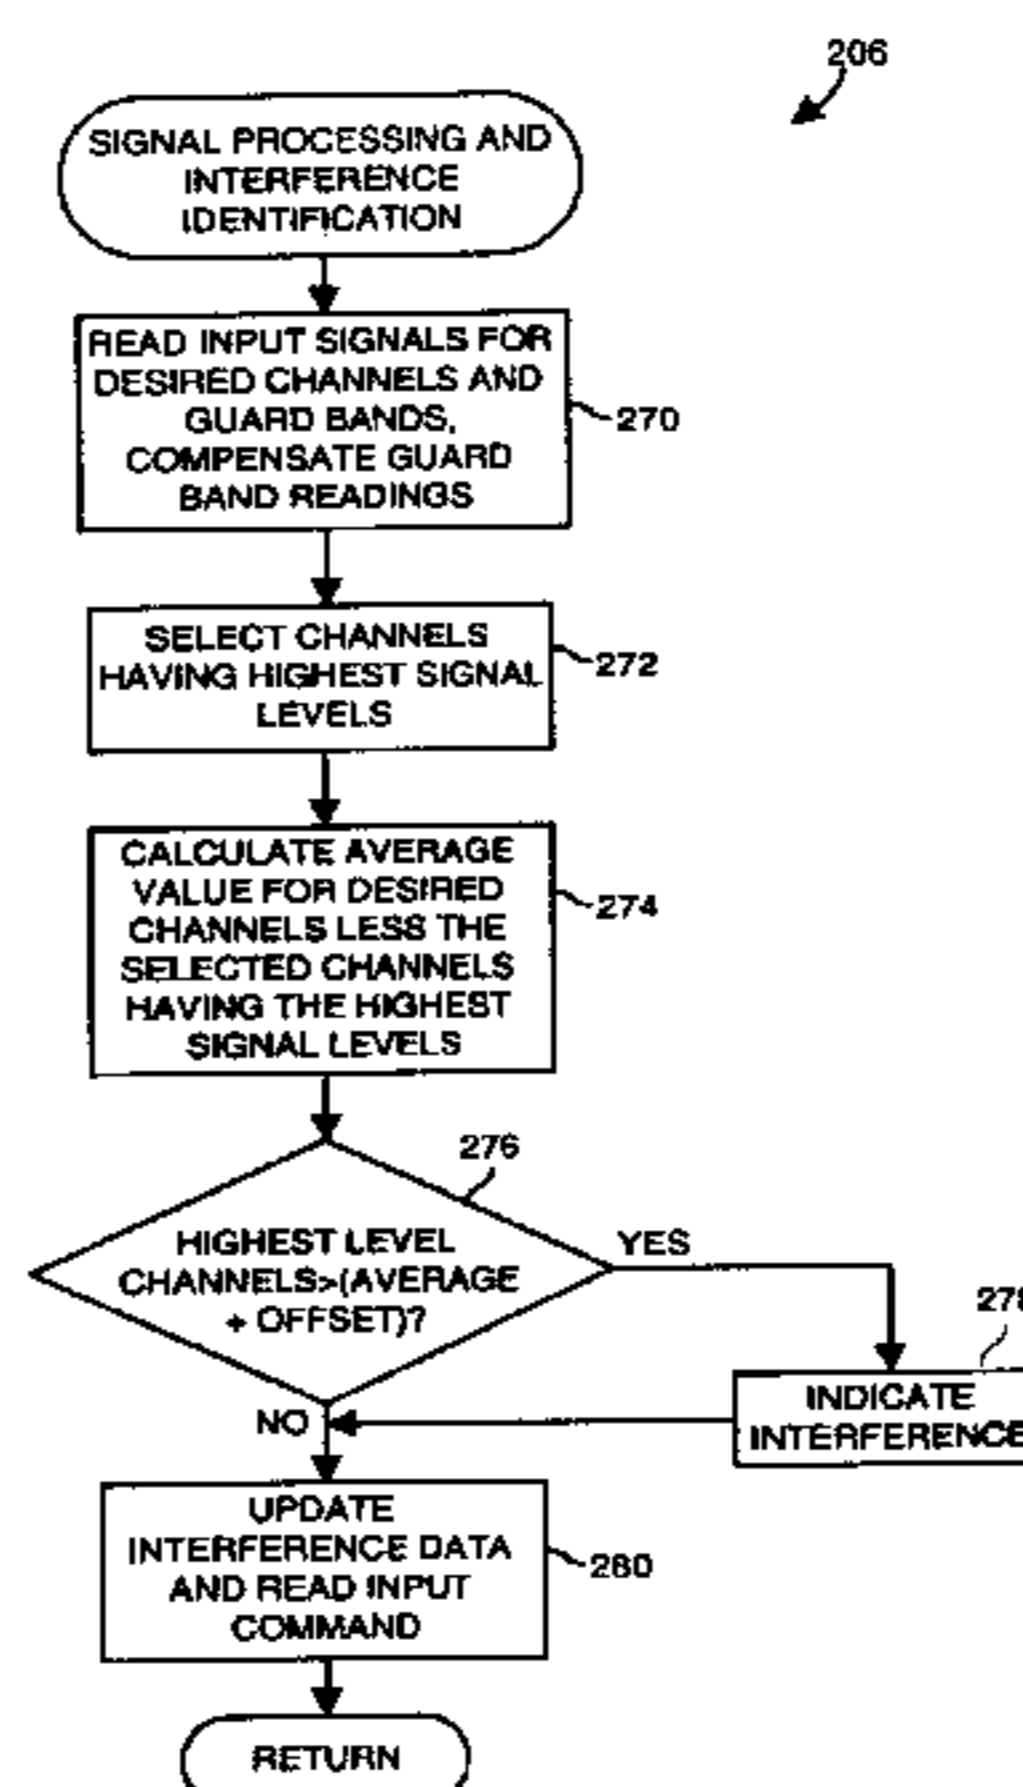 206
SIGNAL PROCESSING AND
INTERFERENCE
IDENTIFICATION
READ INPUT SIGNALS FOR
DESIRED CHANNELS AND
GUARD BANDS,
COMPENSATE GUARD
BAND READINGS
270
SELECT CHANNELS
HAVING HIGHEST SIGNAL
LEVELS
272
CALCULATE AVERAGE
VALUE FOR DESIRED
CHANNELS LESS THE
SELECTED CHANNELS
HAVING THE HIGHEST
SIGNAL LEVELS
274
276
HIGHEST LEVEL
CHANNELS>(AVERAGE
+ OFFSET)?
YES
278
INDICATE
INTERFERENCE
NO
UPDATE
INTERFERENCE DATA
AND READ INPUT
COMMAND
280
RETURN